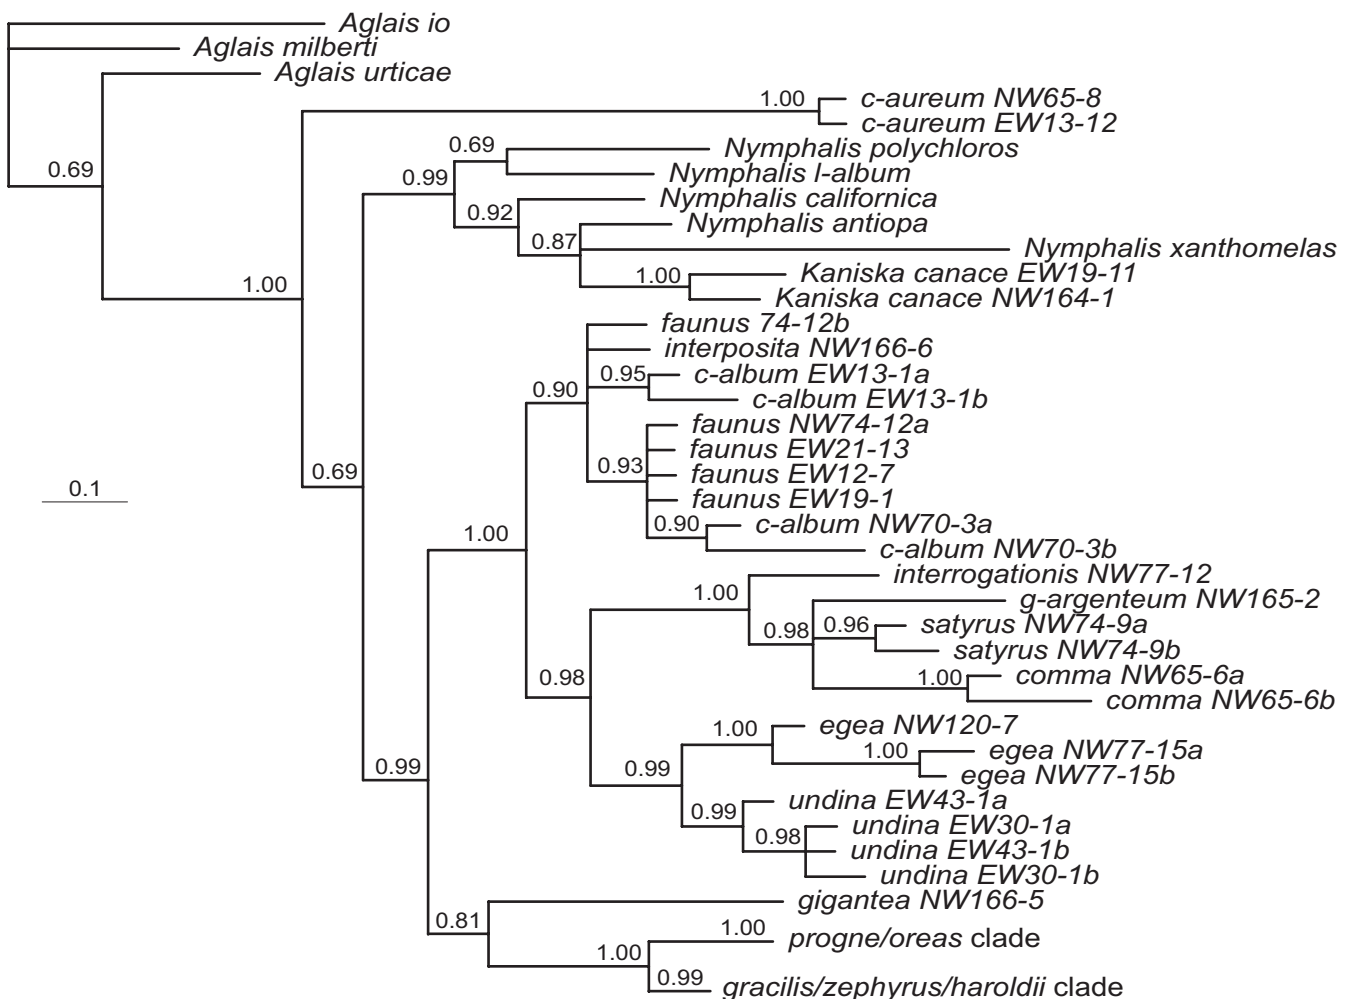 Aglais io
Aglais milberti
Aglais urticae
1.00 c-aureum NW65-8
c-aureum EW13-12
0.69 Nymphalis polychloros
0.69 0.99 Nymphalis l-album
Nymphalis californica
0.92 Nymphalis antiopa
0.87 Nymphalis xanthomelas
1.00 Kaniska canace EW19-11
1.00 Kaniska canace NW164-1
faunus 74-12b
interposita NW166-6
0.95 c-album EW13-1a
0.90 c-album EW13-1b
faunus NW74-12a
faunus EW21-13
0.69 0.93 faunus EW12-7
0.1 faunus EW19-1
0.90 c-album NW70-3a
1.00 c-album NW70-3b
interrogationis NW77-12
1.00 g-argenteum NW165-2
0.98 0.96 satyrus NW74-9a
satyrus NW74-9b
0.98 1.00 comma NW65-6a
comma NW65-6b
1.00 egea NW120-7
1.00 egea NW77-15a
0.99 0.99 egea NW77-15b
undina EW43-1a
0.99 undina EW30-1a
0.98 undina EW43-1b
undina EW30-1b
gigantea NW166-5
0.81 1.00 progne/oreas clade
1.00
0.99 gracilis/zephyrus/haroldii clade